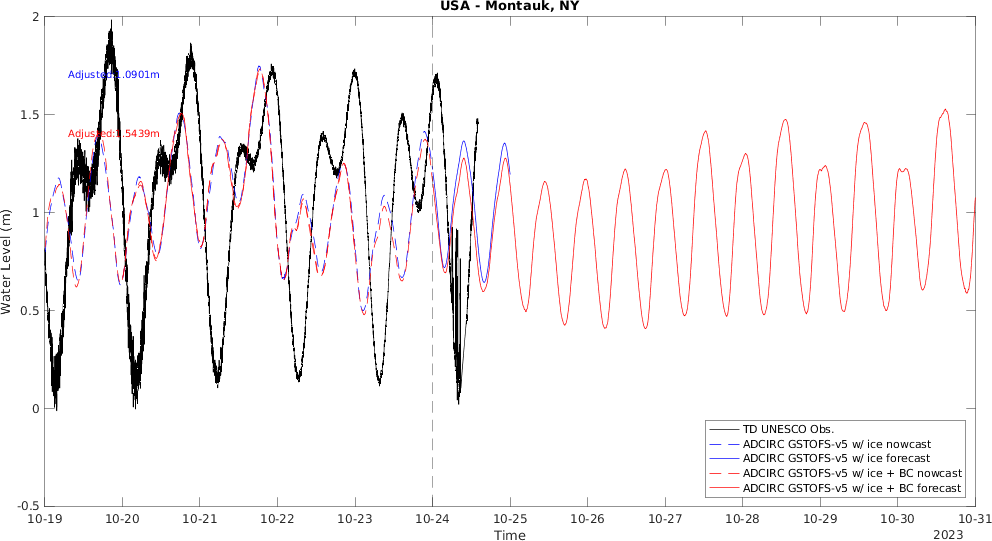 USA - Montauk, NY
Water Level (m)
2
1.5
1
0.5
0
-0.5
Adjusted:1.0901m
Adjusted:1.5439m
TD UNESCO Obs.
ADCIRC GSTOFS-v5 w/ ice nowcast
ADCIRC GSTOFS-v5 w/ ice forecast
ADCIRC GSTOFS-v5 w/ ice + BC nowcast
ADCIRC GSTOFS-v5 w/ ice + BC forecast
10-19 10-20 10-21 10-22 10-23 10-24 10-25 10-26 10-27 10-28 10-29 10-30 10-31
Time
2023